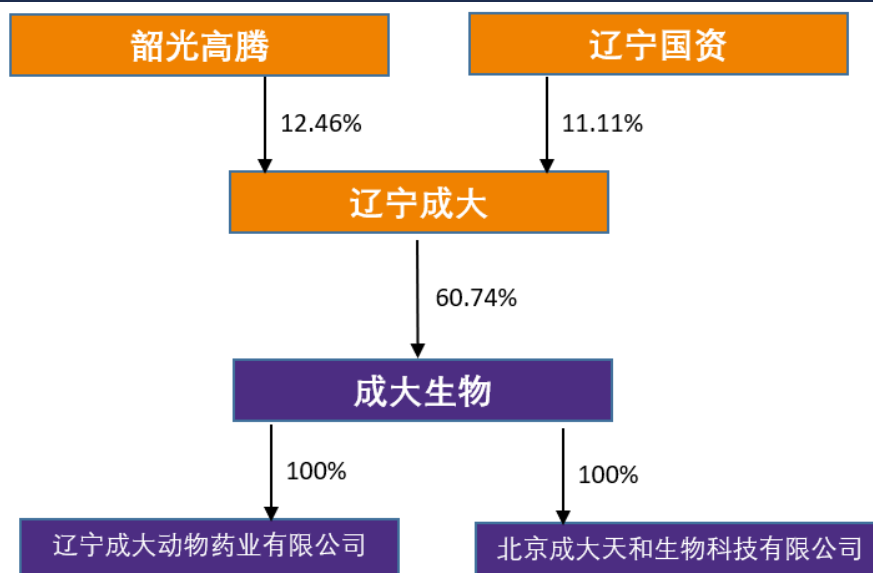 韶光高腾
辽宁国资
12.46%
11.11%
辽宁成大
60.74%
成大生物
100%
100%
辽宁成大动物药业有限公司
北京成大天和生物科技有限公司